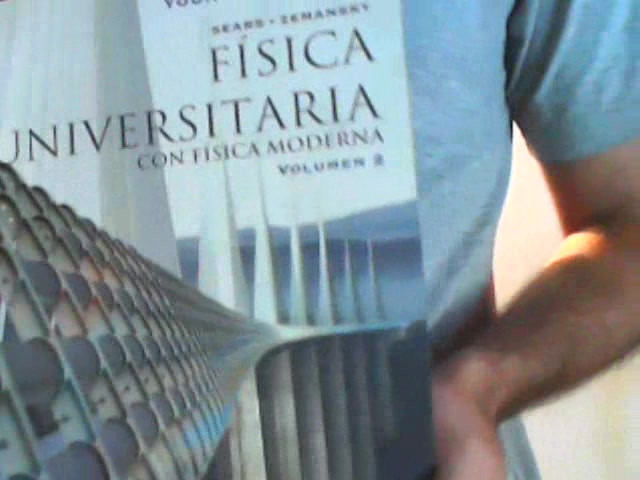 SEARS • ZEMANSKY
FÍSICA
UNIVERSITARIA
CON FÍSICA MODERNA
VOLUMEN 2